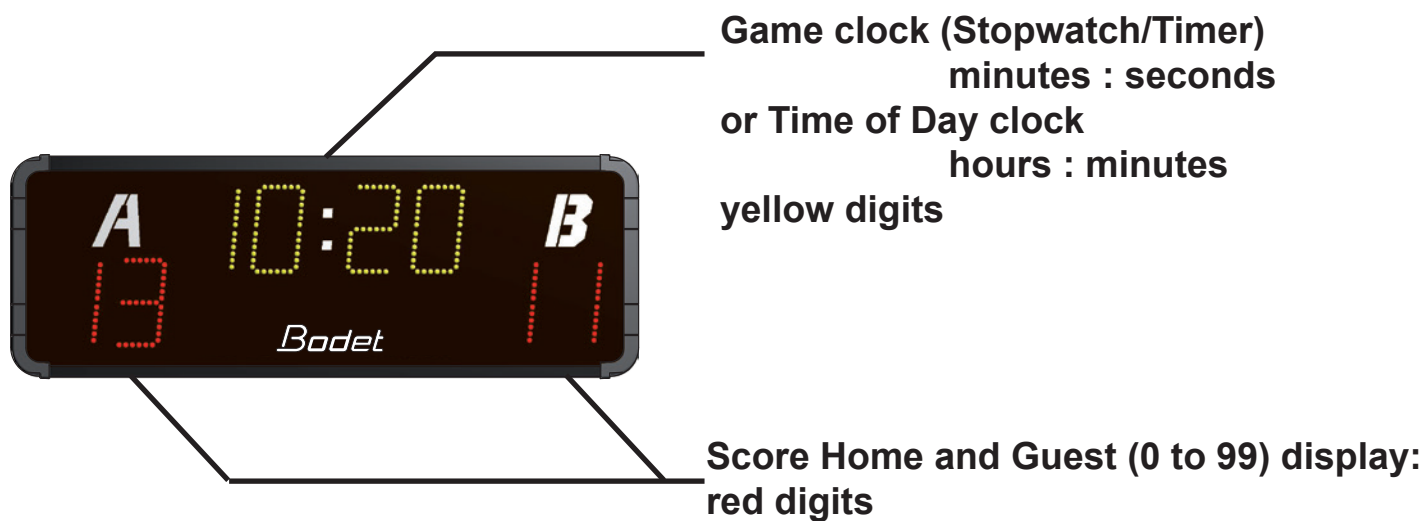 Game clock (Stopwatch/Timer)
minutes : seconds
or Time of Day clock
hours : minutes
yellow digits
A 10:20 B
13 11
Bodet
Score Home and Guest (0 to 99) display:
red digits